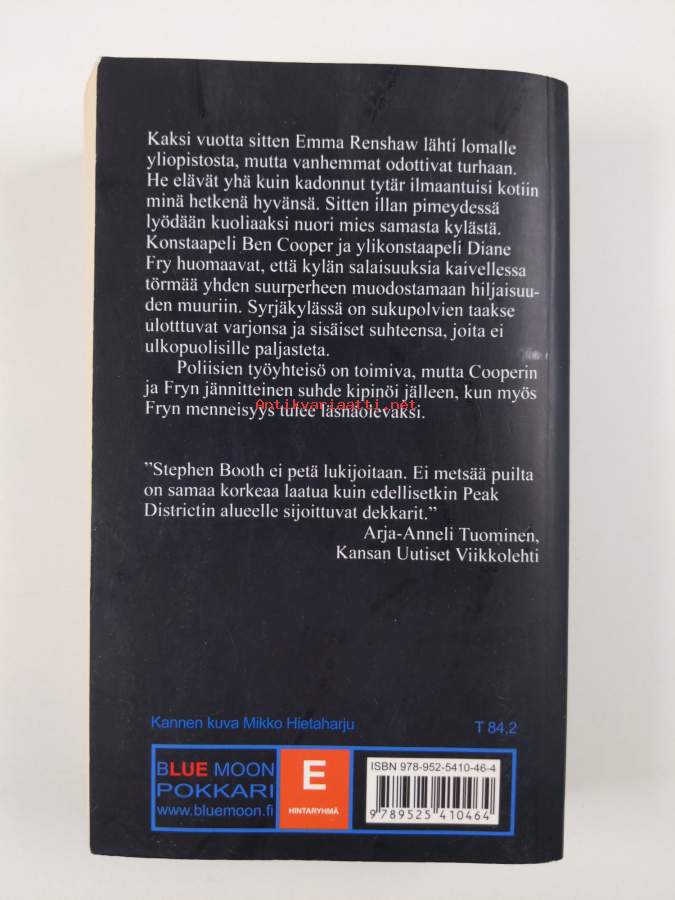 Kaksi vuotta sitten Emma Renshaw lähti lomalle
yliopistosta, mutta vanhemmat odottivat turhaan.
He elävät yhä kuin kadonnut tytär ilmaantuisi kotiin
minä hetkenä hyvänsä. Sitten illan pimeydessä
lyödään kuoliaaksi nuori mies samasta kylästä.
Konstaapeli Ben Cooper ja ylikonstaapeli Diane
Fry huomaavat, että kylän salaisuuksia kaivellessa
törmää yhden suurperheen muodostamaan hiljaisuu-
den muuriin. Syrjäkylässä on sukupolvien taakse
ulotttuvat varjonsa ja sisäiset suhteensa, joita ei
ulkopuolisille paljasteta.
Poliisien työyhteisö on toimiva, mutta Cooperin
ja Fryn jännitteinen suhde kipinöi jälleen, kun myös
Antikvariaatti.net
Fryn menneisyys tulee läsnäolevaksi.
”Stephen Booth ei petä lukijoitaan. Ei metsää puilta
on samaa korkeaa laatua kuin edellisetkin Peak
Districtin alueelle sijoittuvat dekkarit.”
Arja-Anneli Tuominen,
Kansan Uutiset Viikkolehti
Kannen kuva Mikko Hietaharju
T 84,2
BLUE MOON
POKKARI
www.bluemoon.fi
E
HINTARYHMÄ
ISBN 978-952-5410-46-4
9 789525 410464